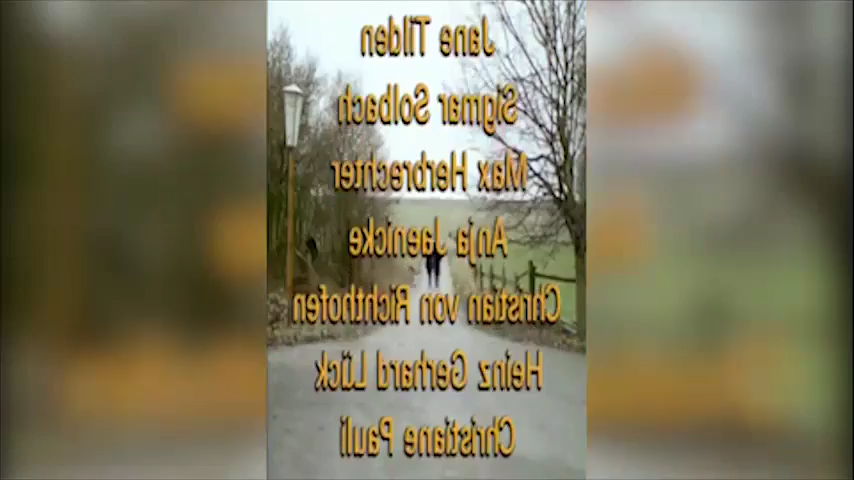 Jane Tilden
Sigmar Solbach
Max Herbrechter
Anja Jaenicke
Christian von Richthofen
Heinz Gerhard Lück
Christiane Pauli